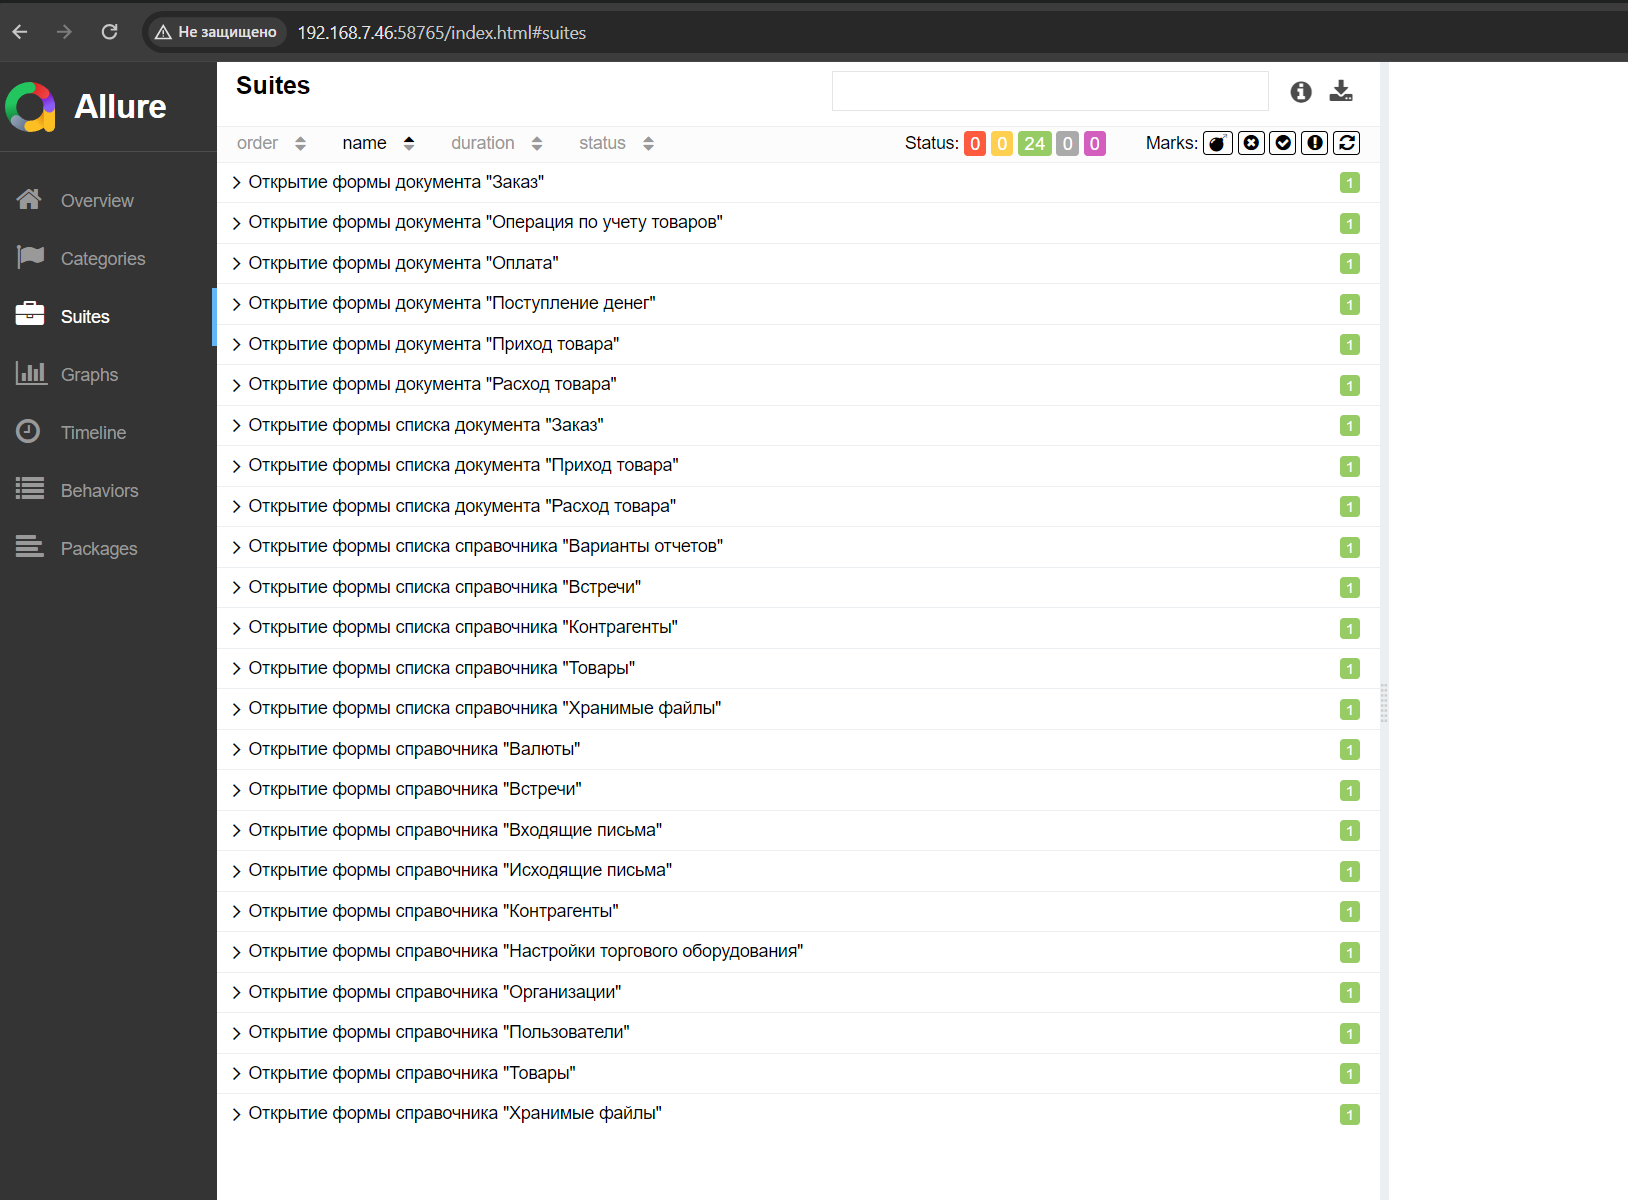 Не защищено 192.168.7.46:58765/index.html#suites
Allure
Overview
Categories
Suites
Graphs
Timeline
Behaviors
Packages
Suites
order name duration status Status: 0 0 24 0 0 Marks:
Открытие формы документа "Заказ" 1
Открытие формы документа "Операция по учету товаров" 1
Открытие формы документа "Оплата" 1
Открытие формы документа "Поступление денег" 1
Открытие формы документа "Приход товара" 1
Открытие формы документа "Расход товара" 1
Открытие формы списка документа "Заказ" 1
Открытие формы списка документа "Приход товара" 1
Открытие формы списка документа "Расход товара" 1
Открытие формы списка справочника "Варианты отчетов" 1
Открытие формы списка справочника "Встречи" 1
Открытие формы списка справочника "Контрагенты" 1
Открытие формы списка справочника "Товары" 1
Открытие формы списка справочника "Хранимые файлы" 1
Открытие формы справочника "Валюты" 1
Открытие формы справочника "Встречи" 1
Открытие формы справочника "Входящие письма" 1
Открытие формы справочника "Исходящие письма" 1
Открытие формы справочника "Контрагенты" 1
Открытие формы справочника "Настройки торгового оборудования" 1
Открытие формы справочника "Организации" 1
Открытие формы справочника "Пользователи" 1
Открытие формы справочника "Товары" 1
Открытие формы справочника "Хранимые файлы" 1